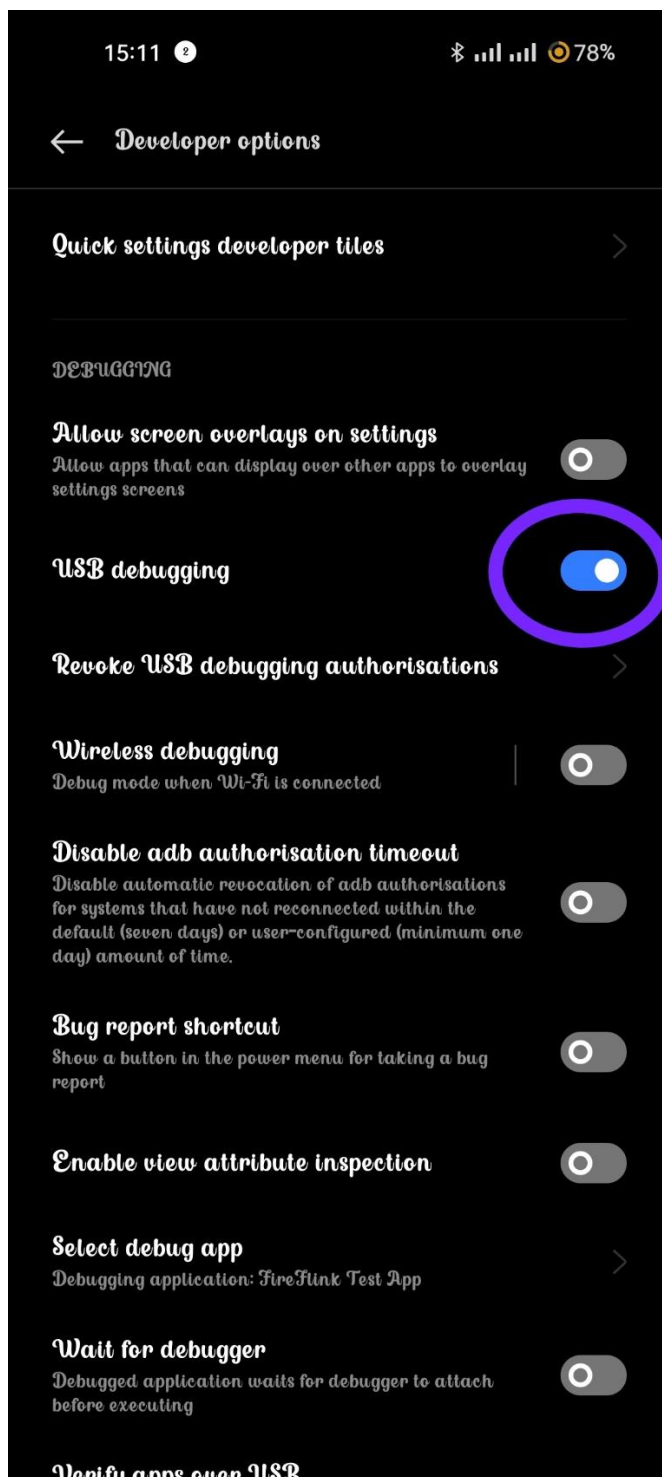 15:11 2 78%
Developer options
Quick settings developer tiles
DEBUGGING
Allow screen overlays on settings
Allow apps that can display over other apps to overlay
settings screens
USB debugging
Revoke USB debugging authorisations
Wireless debugging
Debug mode when Wi-Fi is connected
Disable adb authorisation timeout
Disable automatic revocation of adb authorisations
for systems that have not reconnected within the
default (seven days) or user-configured (minimum one
day) amount of time.
Bug report shortcut
Show a button in the power menu for taking a bug
report
Enable view attribute inspection
Select debug app
Debugging application: FireFlink Test App
Wait for debugger
Debugged application waits for debugger to attach
before executing
Verify apps over USB